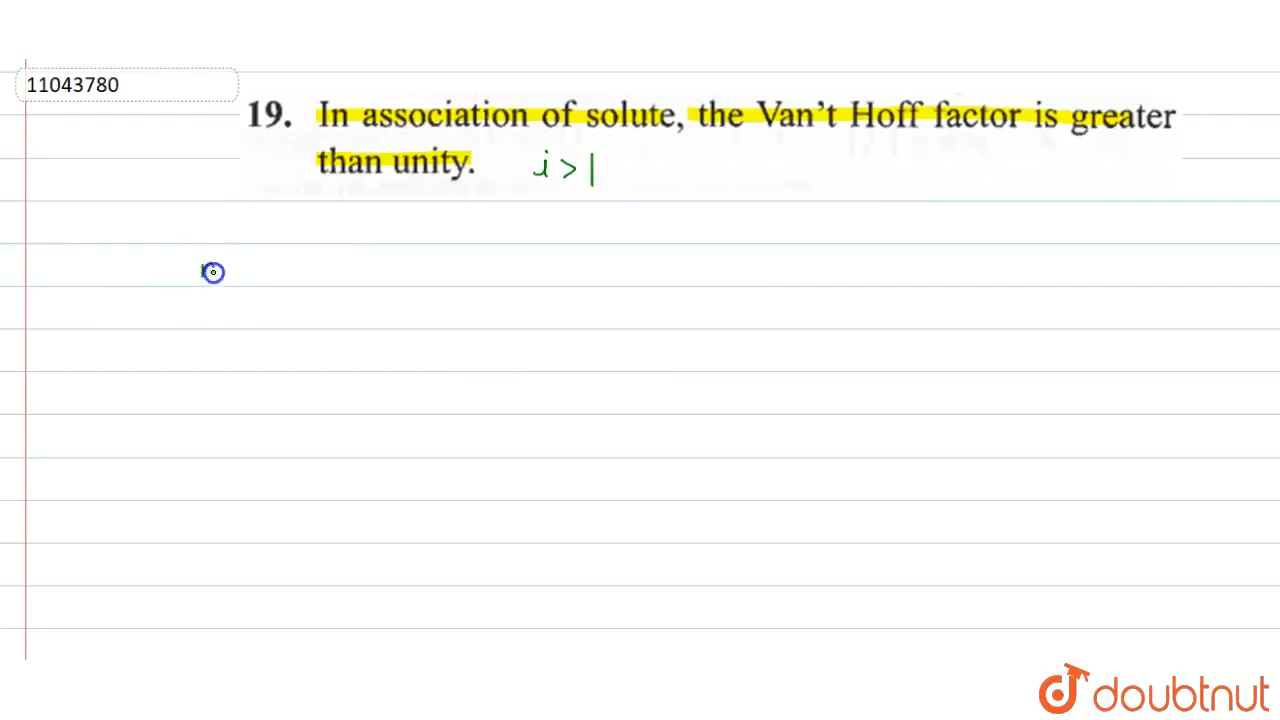 11043780
19. In association of solute, the Van't Hoff factor is greater
than unity. i > 1
doubtnut